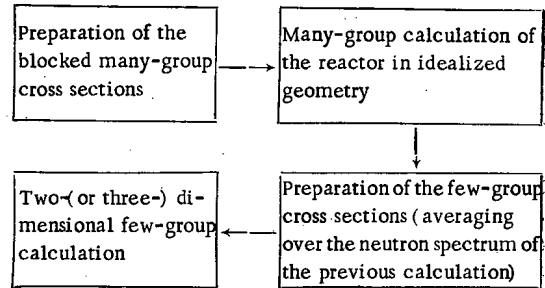 Preparation of the
blocked many-group
cross sections
Many-group calculation of
the reactor in idealized
geometry
Preparation of the few-group
cross sections (averaging
over the neutron spectrum of
the previous calculation)
Two-(or three-) di-
mensional few-group
calculation